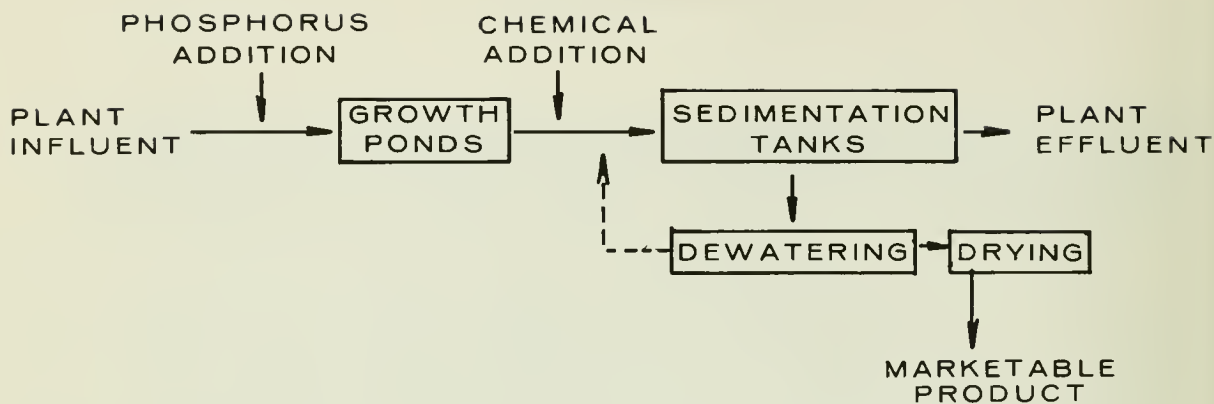 PHOSPHORUS
ADDITION
CHEMICAL
ADDITION
PLANT
INFLUENT
GROWTH
PONDS
SEDIMENTATION
TANKS
PLANT
EFFLUENT
DEWATERING
DRYING
MARKETABLE
PRODUCT